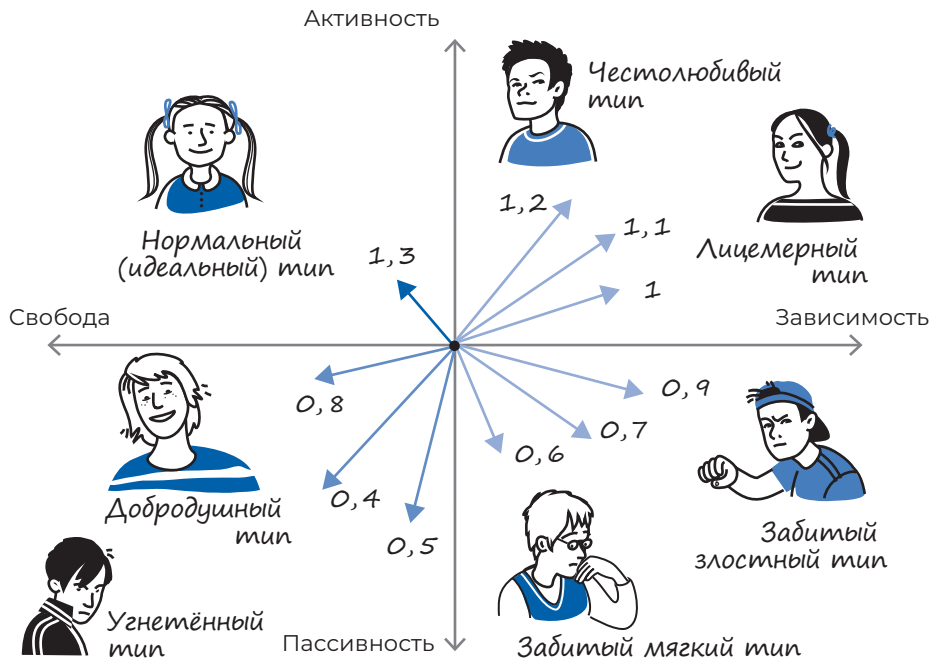 Активность
Честолюбивый
тип
1,2
1,1
Лицемерный
тип
Нормальный
(идеальный) тип
1,3
1
Свобода
Зависимость
0,8
0,9
0,7
0,6
0,4
0,5
Добродушный
тип
Забитый
злостный тип
Угнетённый
тип
Пассивность
Забитый мягкий тип